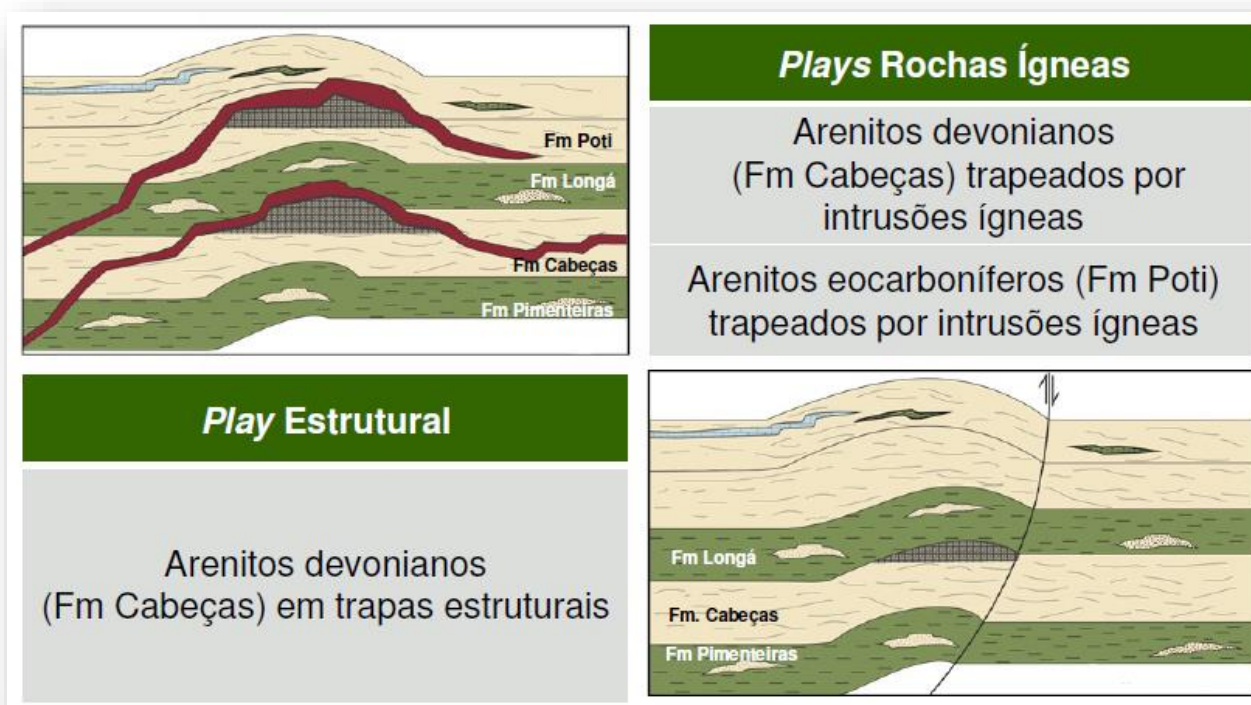 Fm Poti
Fm Longá
Fm Cabeças
Fm Pimenteiras
Plays Rochas Ígneas
Arenitos devonianos
(Fm Cabeças) trapeados por
intrusões ígneas
Arenitos eocarboníferos (Fm Poti)
trapeados por intrusões ígneas
Play Estrutural
Arenitos devonianos
(Fm Cabeças) em trapas estruturais
Fm Longá
Fm. Cabeças
Fm Pimenteiras